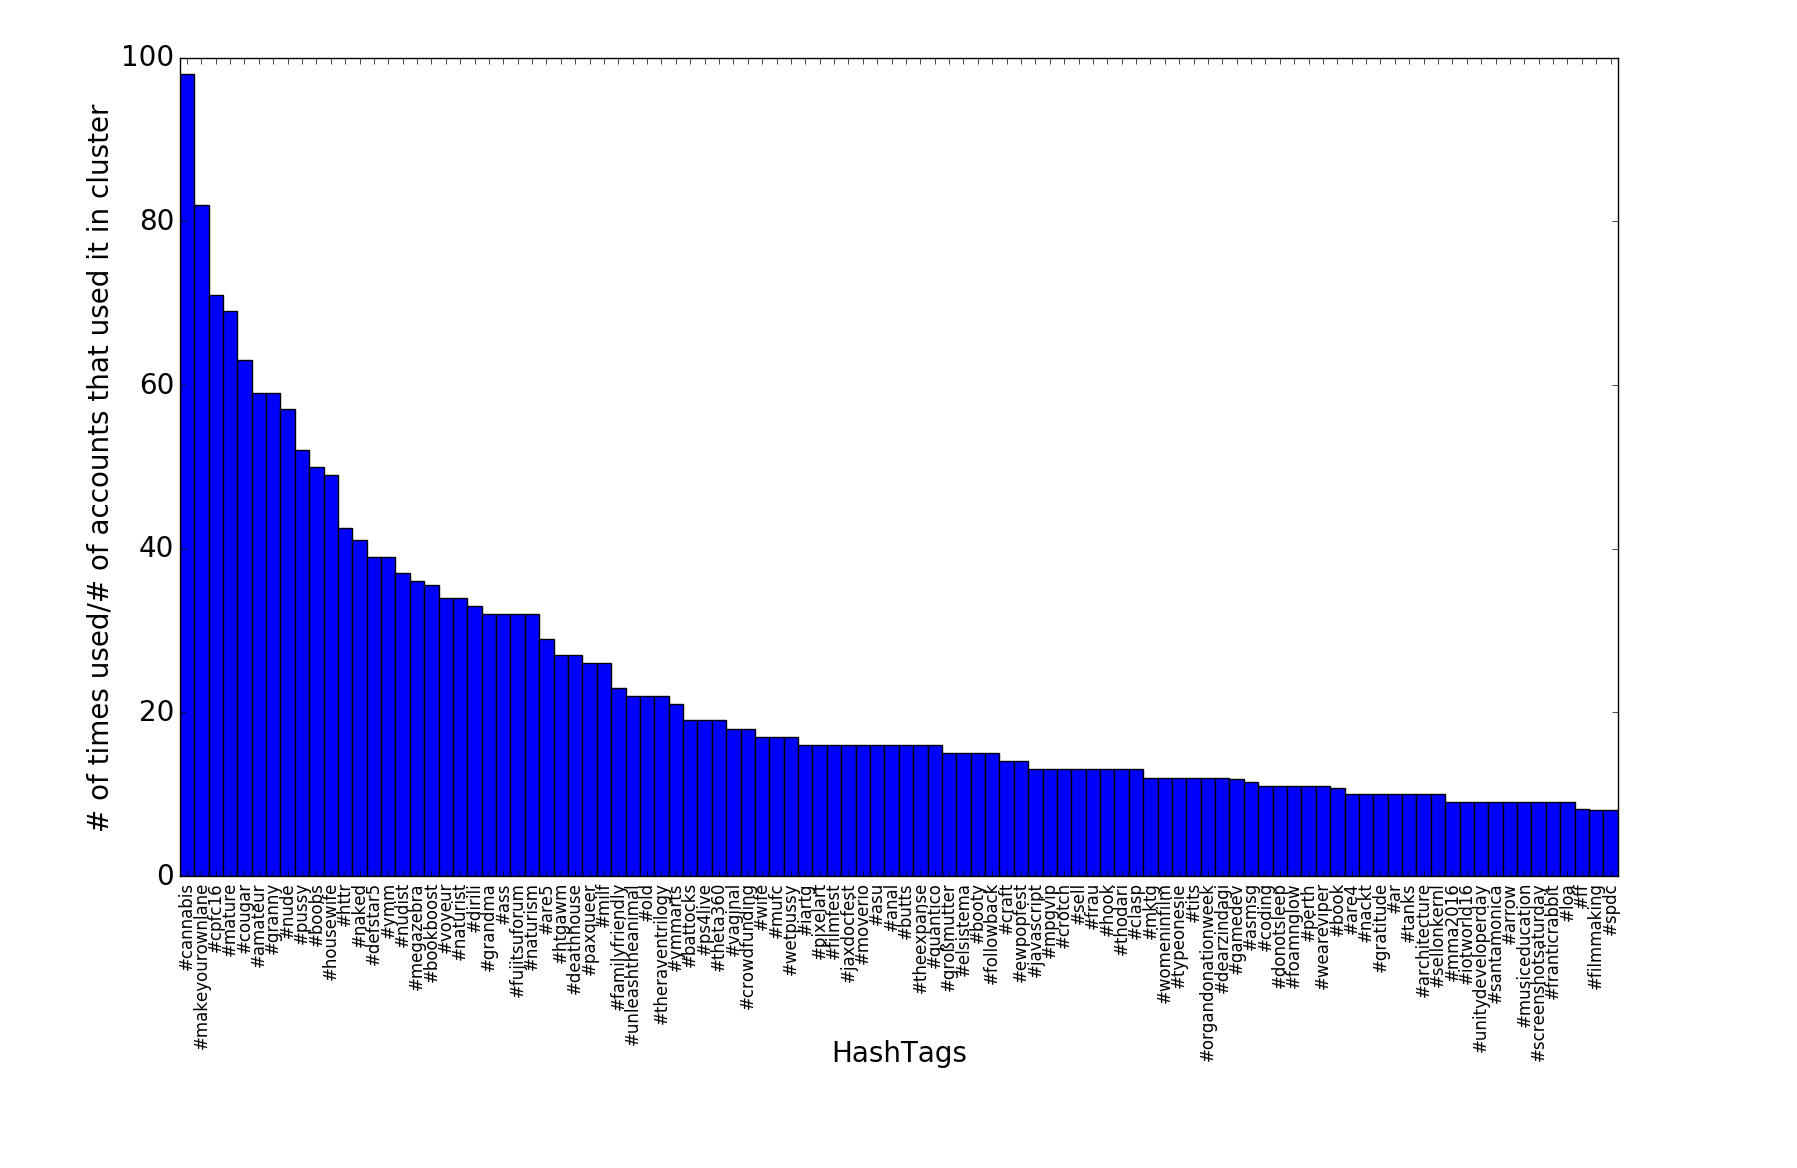 # of times used/# of accounts that used it in cluster
100
80
60
40
20
0
#cannabis
#makeyourownlane
#cpfc16
#mature
#cougar
#amateur
#granny
#nude
#pussy
#boobs
#housewife
#httr
#naked
#defstar5
#ymm
#nudist
#megazebra
#bookboost
#voyeur
#naturist
#dirili
#grandma
#ass
#fujitsuforum
#naturism
#are5
#htgawm
#deathhouse
#paxqueer
#milf
#familyfriendly
#unleashtheanimal
#old
#theraventrilogy
#ymmarts
#battocks
#ps4live
#theta360
#vaginal
#crowdfunding
#wife
#mufc
#wetpussy
#iartg
#pixelart
#filmfest
#jaxdocfest
#moverio
#asu
#anal
#butts
#theexpanse
#quantico
#großmutter
#elsistema
#booty
#followback
#craft
#ewpopfest
#javascript
#mpgvip
#crotch
#sell
#frau
#hook
#thodari
#clasp
#mktg
#womeninfilm
#typeonesie
#tits
#organdonationweek
#dearzindagi
#gamedev
#asmsg
#coding
#donotsleep
#foamnglow
#perth
#weareviper
#book
#are4
#nackt
#gratitude
#ar
#tanks
#architecture
#sellonkernl
#mma2016
#iotworld16
#unitydeveloperday
#santamonica
#arrow
#musiceducation
#screenshotsaturday
#franticrabbit
#loa
#ff
#filmmaking
#spdc
HashTags